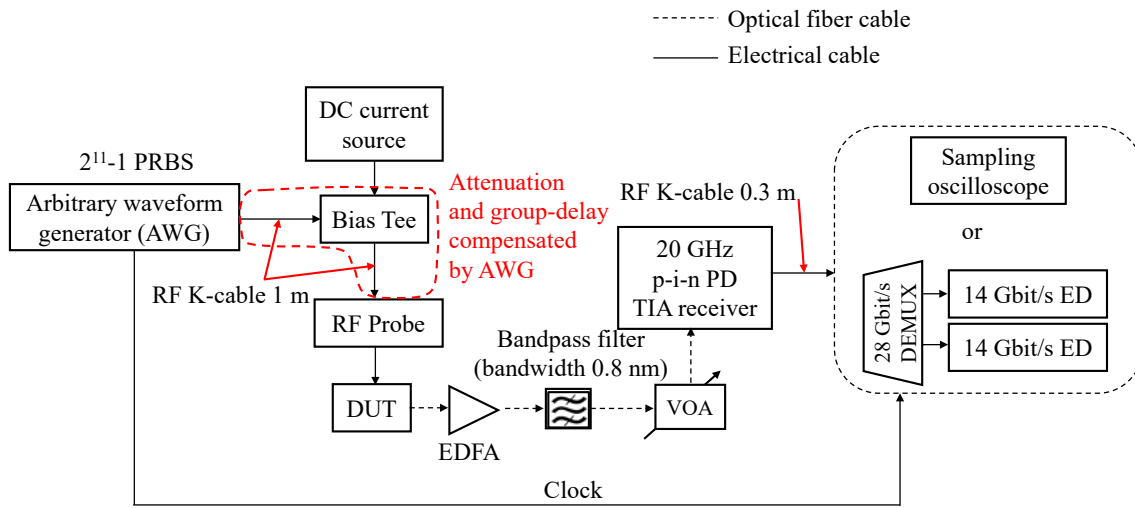 Optical fiber cable
Electrical cable
DC current
source
2¹¹-1 PRBS
Arbitrary waveform
generator (AWG)
Bias Tee
Attenuation
and group-delay
compensated
by AWG
RF K-cable 1 m
RF Probe
DUT
EDFA
Bandpass filter
(bandwidth 0.8 nm)
VOA
20 GHz
p-i-n PD
TIA receiver
RF K-cable 0.3 m
Sampling
oscilloscope
or
28 Gbit/s
DEMUX
14 Gbit/s ED
14 Gbit/s ED
Clock